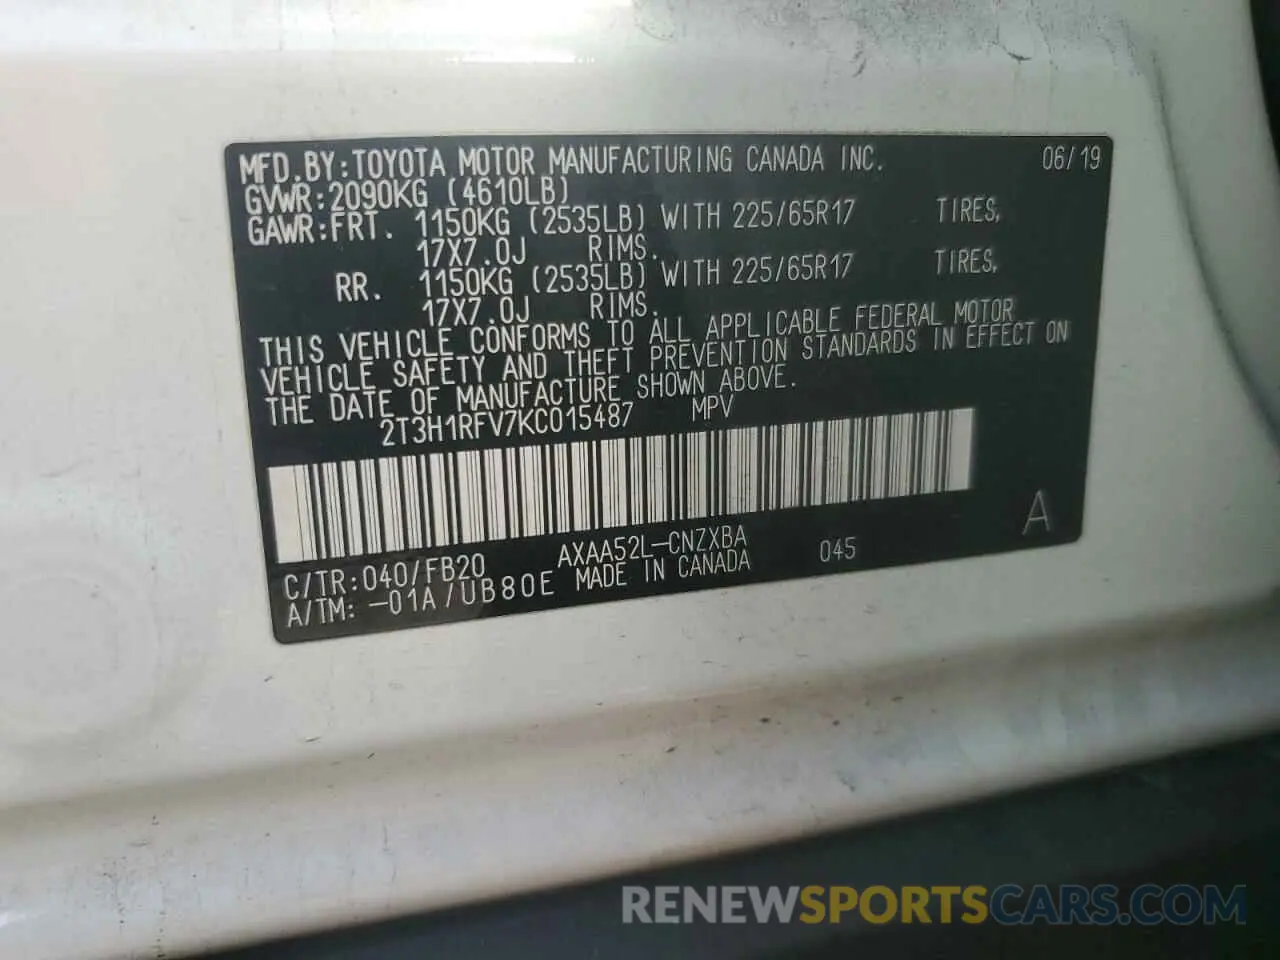 MFD.BY:TOYOTA MOTOR MANUFACTURING CANADA INC. 06/19
GVWR:2090KG (4610LB)
GAWR:FRT. 1150KG (2535LB) WITH 225/65R17 TIRES,
17X7.0J RIMS.
RR. 1150KG (2535LB) WITH 225/65R17 TIRES,
17X7.0J RIMS.
THIS VEHICLE CONFORMS TO ALL APPLICABLE FEDERAL MOTOR
VEHICLE SAFETY AND THEFT PREVENTION STANDARDS IN EFFECT ON
THE DATE OF MANUFACTURE SHOWN ABOVE.
2T3H1RFV7KC015487 MPV
C/TR:040/FB20 AXAA52L-CNZXBA 045 A
A/TM: -01A/UB80E MADE IN CANADA
RENEWSPORTSCARS.COM